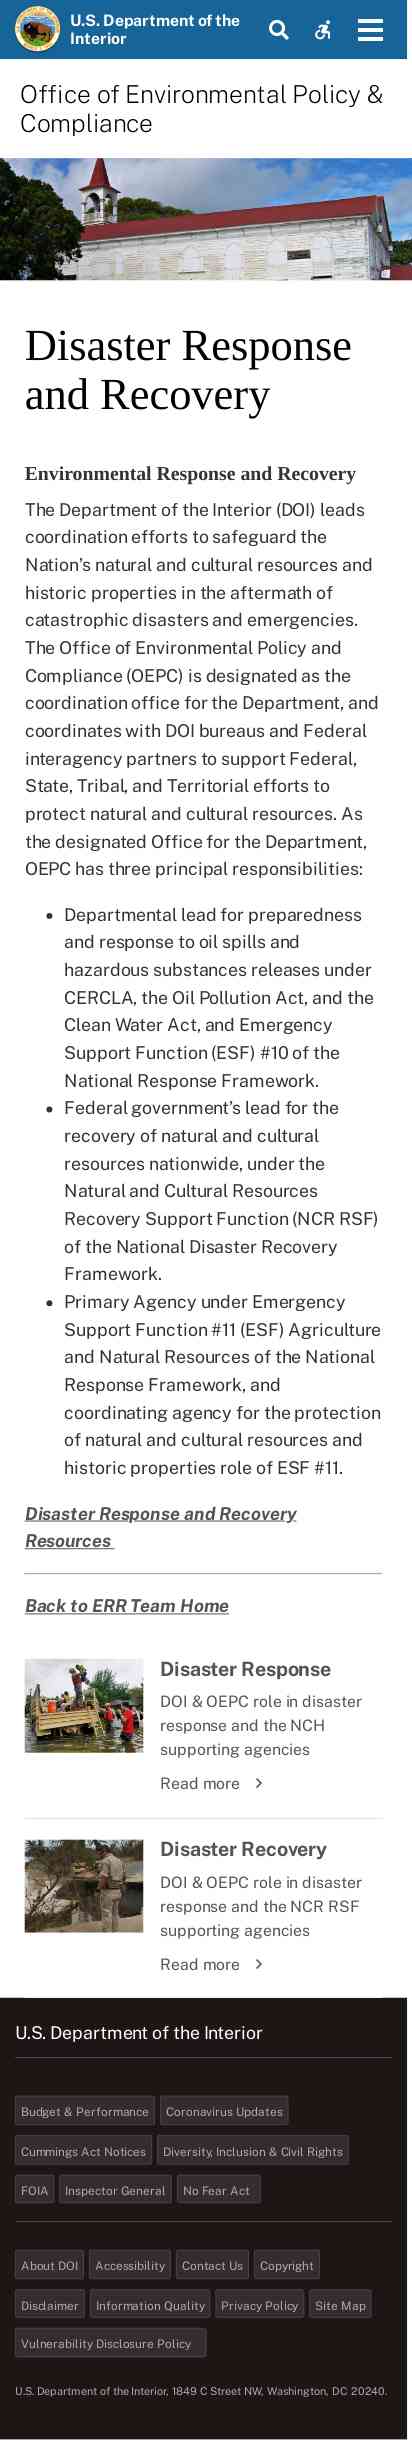 U.S. Department of the
Interior
Office of Environmental Policy &
Compliance
Disaster Response
and Recovery
Environmental Response and Recovery
The Department of the Interior (DOI) leads
coordination efforts to safeguard the
Nation's natural and cultural resources and
historic properties in the aftermath of
catastrophic disasters and emergencies.
The Office of Environmental Policy and
Compliance (OEPC) is designated as the
coordination office for the Department, and
coordinates with DOI bureaus and Federal
interagency partners to support Federal,
State, Tribal, and Territorial efforts to
protect natural and cultural resources. As
the designated Office for the Department,
OEPC has three principal responsibilities:
• Departmental lead for preparedness
and response to oil spills and
hazardous substances releases under
CERCLA, the Oil Pollution Act, and the
Clean Water Act, and Emergency
Support Function (ESF) #10 of the
National Response Framework.
• Federal government's lead for the
recovery of natural and cultural
resources nationwide, under the
Natural and Cultural Resources
Recovery Support Function (NCR RSF)
of the National Disaster Recovery
Framework.
• Primary Agency under Emergency
Support Function #11 (ESF) Agriculture
and Natural Resources of the National
Response Framework, and
coordinating agency for the protection
of natural and cultural resources and
historic properties role of ESF #11.
Disaster Response and Recovery
Resources
Back to ERR Team Home
Disaster Response
DOI & OEPC role in disaster
response and the NCH
supporting agencies
Read more
Disaster Recovery
DOI & OEPC role in disaster
response and the NCR RSF
supporting agencies
Read more
U.S. Department of the Interior
Budget & Performance Coronavirus Updates
Cummings Act Notices Diversity, Inclusion & Civil Rights
FOIA Inspector General No Fear Act
About DOI Accessibility Contact Us Copyright
Disclaimer Information Quality Privacy Policy Site Map
Vulnerability Disclosure Policy
U.S. Department of the Interior, 1849 C Street NW, Washington, DC 20240.